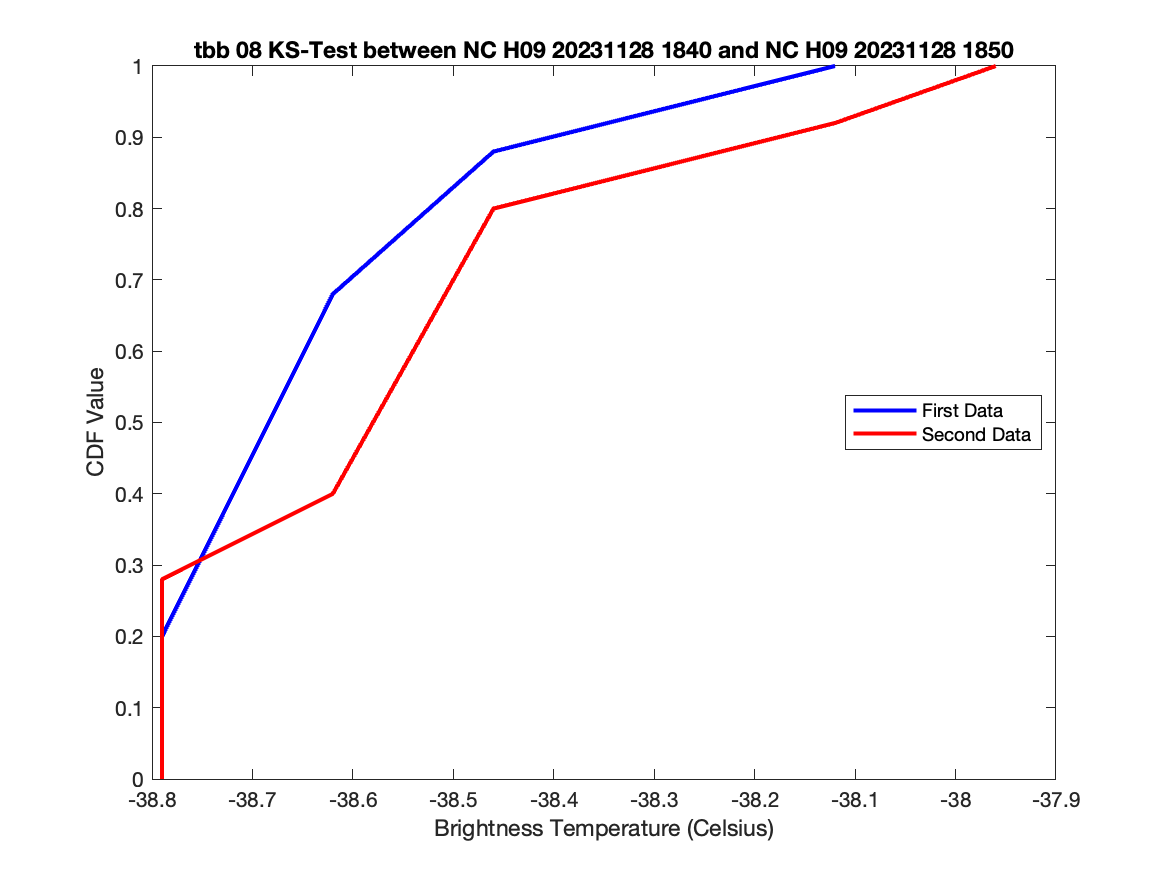 tbb 08 KS-Test between NC H09 20231128 1840 and NC H09 20231128 1850
1
0.9
0.8
0.7
0.6
0.5
0.4
0.3
0.2
0.1
0
CDF Value
First Data
Second Data
-38.8 -38.7 -38.6 -38.5 -38.4 -38.3 -38.2 -38.1 -38 -37.9
Brightness Temperature (Celsius)